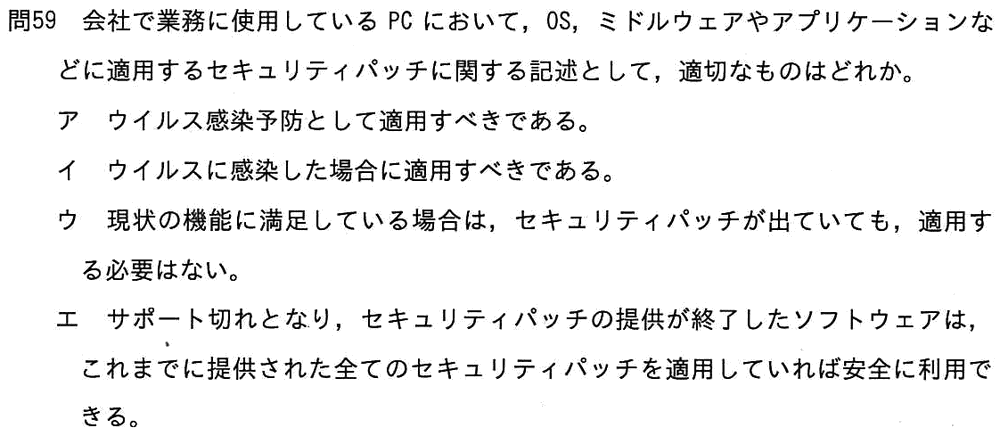 問59　会社で業務に使用している PC において，OS，ミドルウェアやアプリケーションな
どに適用するセキュリティパッチに関する記述として，適切なものはどれか。
ア　ウイルス感染予防として適用すべきである。
イ　ウイルスに感染した場合に適用すべきである。
ウ　現状の機能に満足している場合は，セキュリティパッチが出ていても，適用す
る必要はない。
エ　サポート切れとなり，セキュリティパッチの提供が終了したソフトウェアは，
これまでに提供された全てのセキュリティパッチを適用していれば安全に利用で
きる。